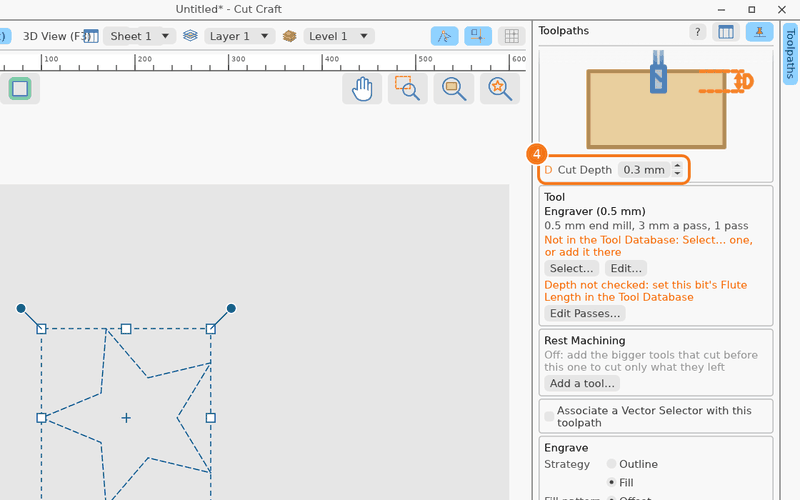 Untitled* - Cut Craft
3D View (F3)
Sheet 1
Layer 1
Level 1
Toolpaths
?
Toolpaths
100
200
300
400
500
600
D
4
D Cut Depth 0.3 mm
Tool
Engraver (0.5 mm)
0.5 mm end mill, 3 mm a pass, 1 pass
Not in the Tool Database: Select... one,
or add it there
Select... Edit...
Depth not checked: set this bit's Flute
Length in the Tool Database
Edit Passes...
Rest Machining
Off: add the bigger tools that cut before
this one to cut only what they left
Add a tool...
Associate a Vector Selector with this
toolpath
Engrave
Strategy Outline
Fill
Fill pattern Offset